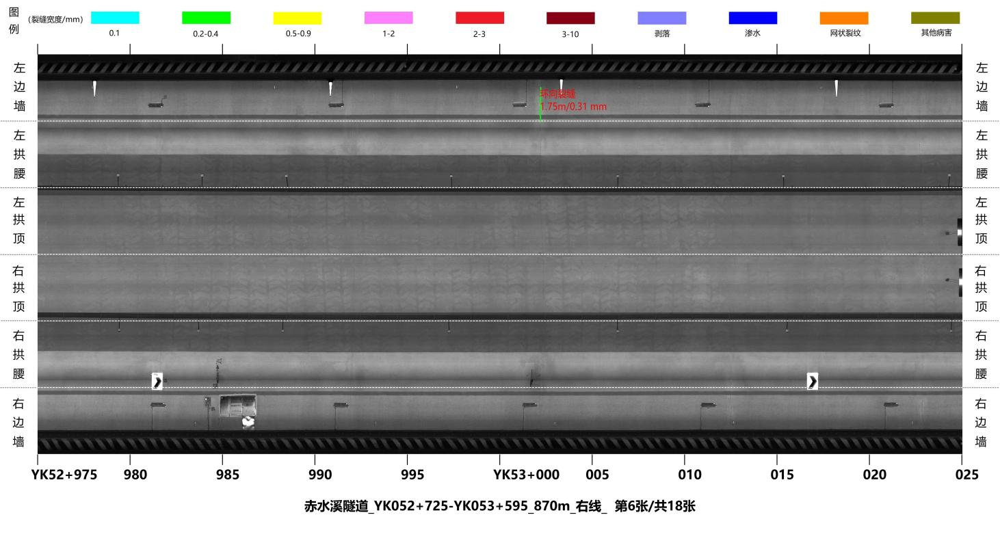 图例
(裂缝宽度/mm)
0.1
0.2-0.4
0.5-0.9
1-2
2-3
3-10
剥落
渗水
网状裂纹
其他病害
左边墙
左边墙
环向裂缝
1.75m/0.31 mm
左拱腰
左拱腰
左拱顶
左拱顶
右拱顶
右拱顶
右拱腰
右拱腰
右边墙
右边墙
YK52+975
980
985
990
995
YK53+000
005
010
015
020
025
赤水溪隧道_YK052+725-YK053+595_870m_右线_ 第6张/共18张